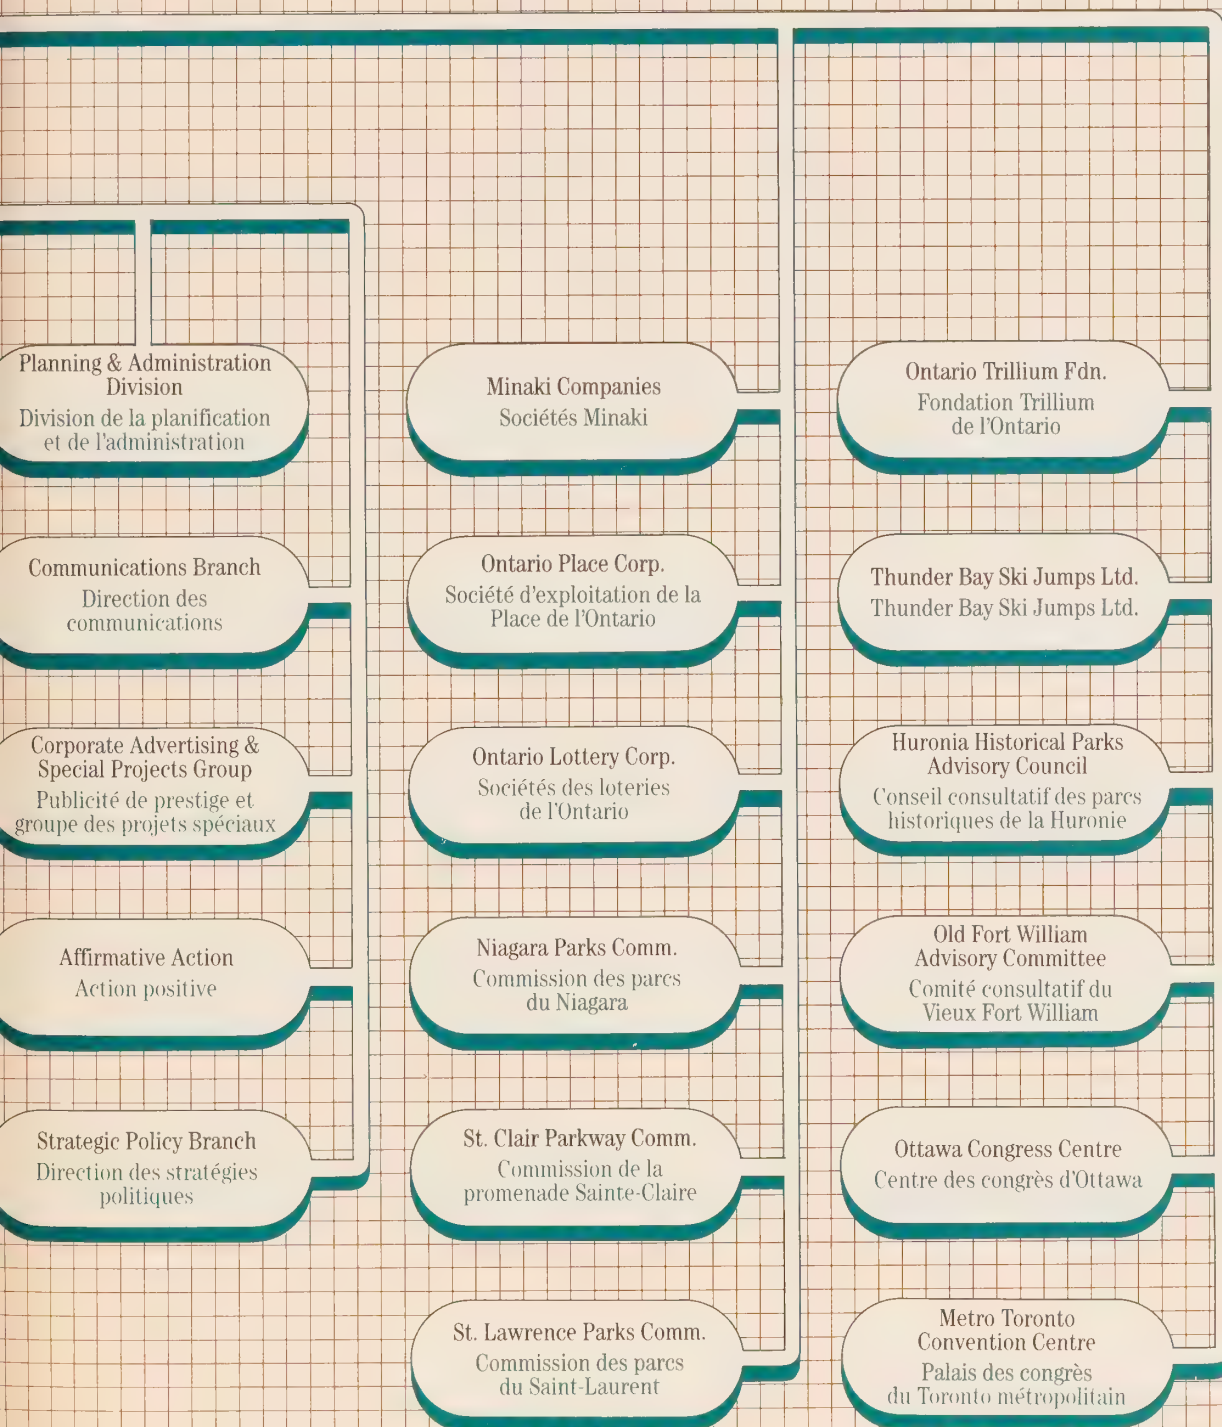 Planning & Administration
Division
Division de la planification
et de l'administration
Communications Branch
Direction des
communications
Corporate Advertising &
Special Projects Group
Publicité de prestige et
groupe des projets spéciaux
Affirmative Action
Action positive
Strategic Policy Branch
Direction des stratégies
politiques
Minaki Companies
Sociétés Minaki
Ontario Place Corp.
Société d'exploitation de la
Place de l'Ontario
Ontario Lottery Corp.
Sociétés des loteries
de l'Ontario
Niagara Parks Comm.
Commission des parcs
du Niagara
St. Clair Parkway Comm.
Commission de la
promenade Sainte-Claire
St. Lawrence Parks Comm.
Commission des parcs
du Saint-Laurent
Ontario Trillium Fdn.
Fondation Trillium
de l'Ontario
Thunder Bay Ski Jumps Ltd.
Thunder Bay Ski Jumps Ltd.
Huronia Historical Parks
Advisory Council
Conseil consultatif des parcs
historiques de la Huronie
Old Fort William
Advisory Committee
Comité consultatif du
Vieux Fort William
Ottawa Congress Centre
Centre des congrès d'Ottawa
Metro Toronto
Convention Centre
Palais des congrès
du Toronto métropolitain